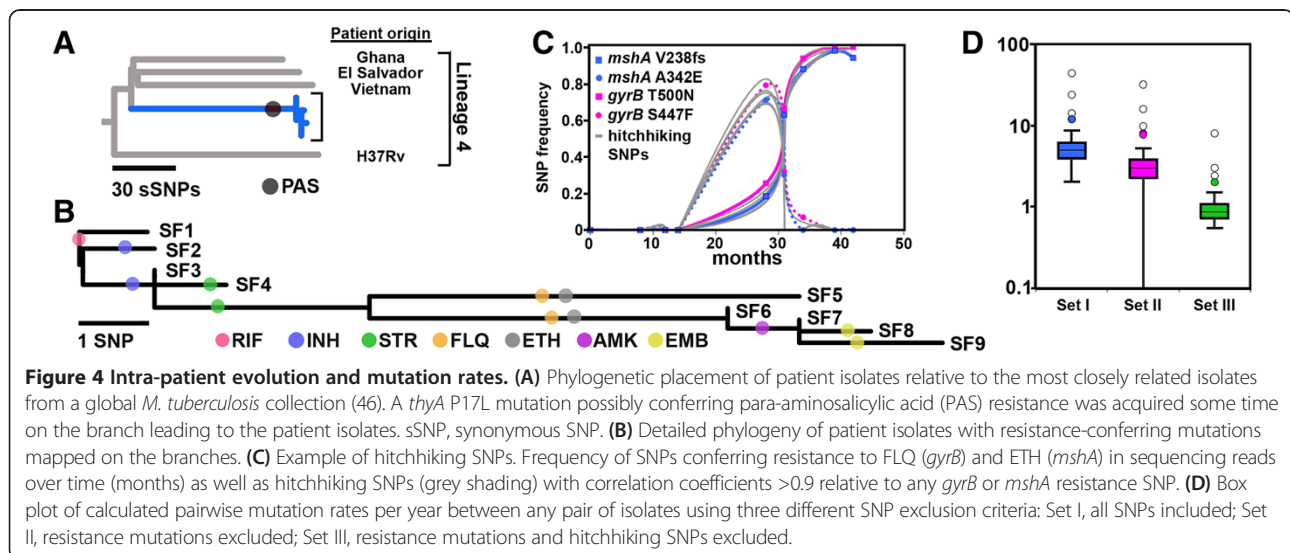 A
Patient origin
Ghana
El Salvador
Vietnam
H37Rv
Lineage 4
30 sSNPs
PAS
B
SF1
SF2
SF3
SF4
SF5
SF6
SF7
SF8
SF9
1 SNP
RIF INH STR FLQ ETH AMK EMB
C
SNP frequency
1.0
0.8
0.6
0.4
0.2
0
mshA V238fs
mshA A342E
gyrB T500N
gyrB S447F
hitchhiking
SNPs
0 10 20 30 40 50
months
D
100
10
1
0.1
Set I Set II Set III
Figure 4 Intra-patient evolution and mutation rates. (A) Phylogenetic placement of patient isolates relative to the most closely related isolates
from a global M. tuberculosis collection (46). A thyA P17L mutation possibly conferring para-aminosalicylic acid (PAS) resistance was acquired some time
on the branch leading to the patient isolates. sSNP, synonymous SNP. (B) Detailed phylogeny of patient isolates with resistance-conferring mutations
mapped on the branches. (C) Example of hitchhiking SNPs. Frequency of SNPs conferring resistance to FLQ (gyrB) and ETH (mshA) in sequencing reads
over time (months) as well as hitchhiking SNPs (grey shading) with correlation coefficients >0.9 relative to any gyrB or mshA resistance SNP. (D) Box
plot of calculated pairwise mutation rates per year between any pair of isolates using three different SNP exclusion criteria: Set I, all SNPs included; Set
II, resistance mutations excluded; Set III, resistance mutations and hitchhiking SNPs excluded.